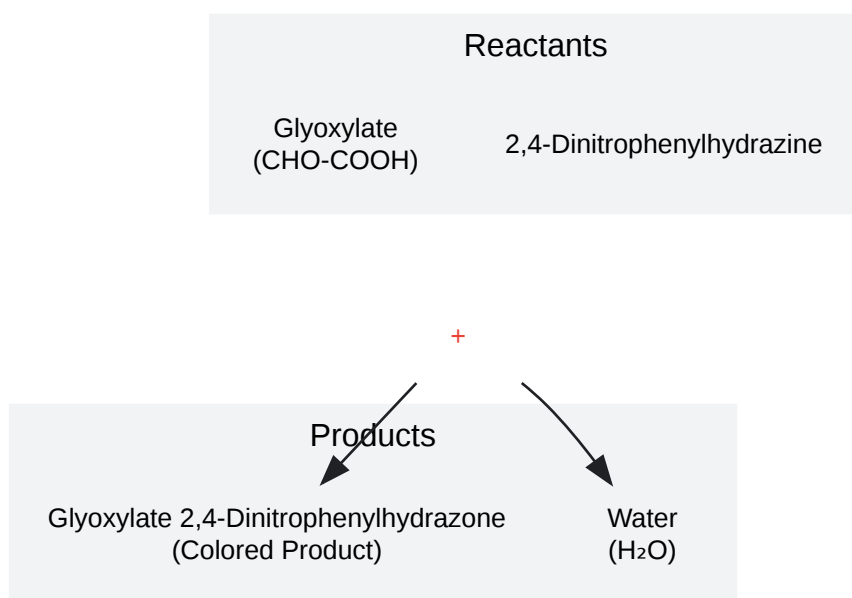 Reactants
Glyoxylate
(CHO-COOH)
2,4-Dinitrophenylhydrazine
+
Products
Glyoxylate 2,4-Dinitrophenylhydrazone
(Colored Product)
Water
(H₂O)